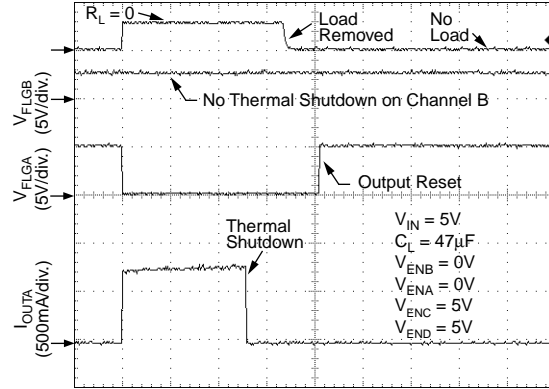 R_L = 0
Load
Removed
No
Load
V_FLGB
(5V/div.)
No Thermal Shutdown on Channel B
V_FLGA
(5V/div.)
Output Reset
Thermal
Shutdown
I_OUTA
(500mA/div.)
V_IN = 5V
C_L = 47µF
V_ENB = 0V
V_ENA = 0V
V_ENC = 5V
V_END = 5V